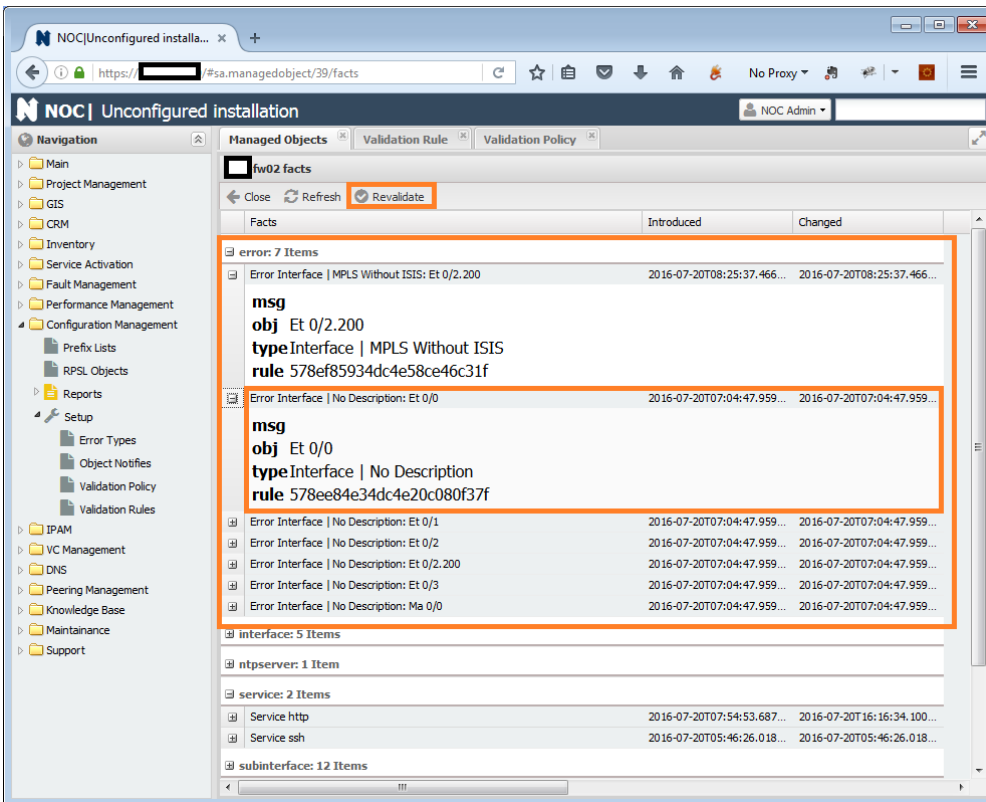 NOC|Unconfigured installa...
https:// /#sa.managedobject/39/facts
No Proxy
NOC| Unconfigured installation
NOC Admin
Navigation
Managed Objects
Validation Rule
Validation Policy
Main
Project Management
GIS
CRM
Inventory
Service Activation
Fault Management
Performance Management
Configuration Management
Prefix Lists
RPSL Objects
Reports
Setup
Error Types
Object Notifies
Validation Policy
Validation Rules
IPAM
VC Management
DNS
Peering Management
Knowledge Base
Maintainance
Support
fw02 facts
Close Refresh Revalidate
Facts Introduced Changed
error: 7 Items
Error Interface | MPLS Without ISIS: Et 0/2.200 2016-07-20T08:25:37.466... 2016-07-20T08:25:37.466...
msg
obj Et 0/2.200
type Interface | MPLS Without ISIS
rule 578ef85934dc4e58ce46c31f
Error Interface | No Description: Et 0/0 2016-07-20T07:04:47.959... 2016-07-20T07:04:47.959...
msg
obj Et 0/0
type Interface | No Description
rule 578ee84e34dc4e20c080f37f
Error Interface | No Description: Et 0/1 2016-07-20T07:04:47.959... 2016-07-20T07:04:47.959...
Error Interface | No Description: Et 0/2 2016-07-20T07:04:47.959... 2016-07-20T07:04:47.959...
Error Interface | No Description: Et 0/2.200 2016-07-20T07:04:47.959... 2016-07-20T07:04:47.959...
Error Interface | No Description: Et 0/3 2016-07-20T07:04:47.959... 2016-07-20T07:04:47.959...
Error Interface | No Description: Ma 0/0 2016-07-20T07:04:47.959... 2016-07-20T07:04:47.959...
interface: 5 Items
ntpserver: 1 Item
service: 2 Items
Service http 2016-07-20T07:54:53.687... 2016-07-20T16:16:34.100...
Service ssh 2016-07-20T05:46:26.018... 2016-07-20T05:46:26.018...
subinterface: 12 Items